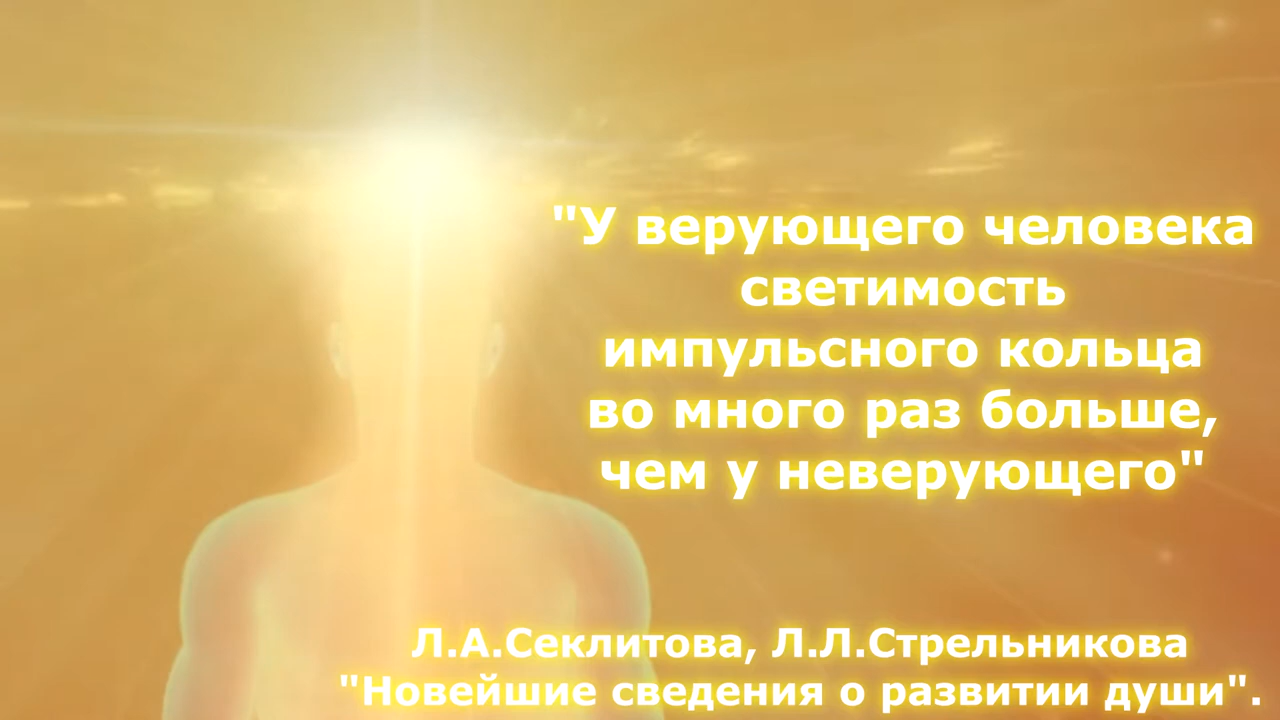 "У верующего человека
светимость
импульсного кольца
во много раз больше,
чем у неверующего"
Л.А.Секлитова, Л.Л.Стрельникова
"Новейшие сведения о развитии души".